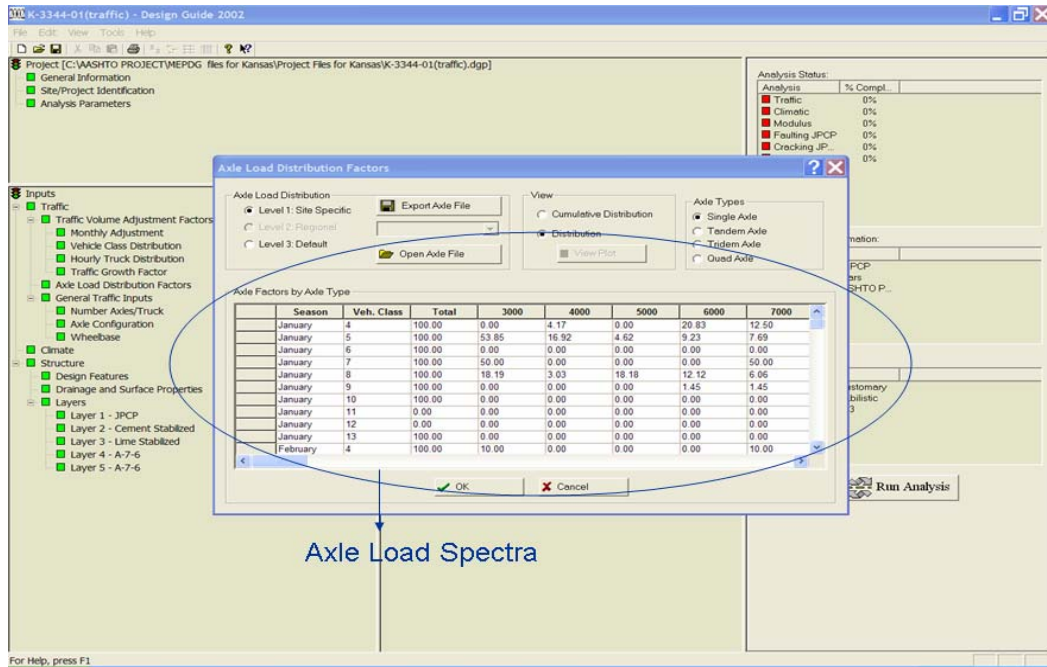 K-3344-01(traffic) - Design Guide 2002
File Edit View Tools Help
Project [C:\AASHTO PROJECT\MEPDG files for Kansas\Project Files for Kansas\K-3344-01(traffic).dgp]
General Information
Site/Project Identification
Analysis Parameters
Analysis Status:
Analysis % Compl...
Traffic 0%
Climatic 0%
Modulus 0%
Faulting JPCP 0%
Cracking JP... 0%
0%
Inputs
Traffic
Traffic Volume Adjustment Factors
Monthly Adjustment
Vehicle Class Distribution
Hourly Truck Distribution
Traffic Growth Factor
Axle Load Distribution Factors
General Traffic Inputs
Number Axles/Truck
Axle Configuration
Wheelbase
Climate
Structure
Design Features
Drainage and Surface Properties
Layers
Layer 1 - JPCP
Layer 2 - Cement Stabilized
Layer 3 - Lime Stabilized
Layer 4 - A-7-6
Layer 5 - A-7-6
Axle Load Distribution Factors
Axle Load Distribution
Level 1: Site Specific
Level 2: Regional
Level 3: Default
Export Axle File
Open Axle File
View
Cumulative Distribution
Distribution
View Plot
Axle Types
Single Axle
Tandem Axle
Tridem Axle
Quad Axle
Axle Factors by Axle Type
Season Veh. Class Total 3000 4000 5000 6000 7000
January 4 100.00 0.00 4.17 0.00 20.83 12.50
January 5 100.00 53.85 16.92 4.62 9.23 7.69
January 6 100.00 0.00 0.00 0.00 0.00 0.00
January 7 100.00 50.00 0.00 0.00 0.00 50.00
January 8 100.00 18.19 3.03 18.18 12.12 6.06
January 9 100.00 0.00 0.00 0.00 1.45 1.45
January 10 100.00 0.00 0.00 0.00 0.00 0.00
January 11 0.00 0.00 0.00 0.00 0.00 0.00
January 12 0.00 0.00 0.00 0.00 0.00 0.00
January 13 100.00 0.00 0.00 0.00 0.00 0.00
February 4 100.00 10.00 0.00 0.00 0.00 10.00
OK Cancel
Run Analysis
Axle Load Spectra
For Help, press F1